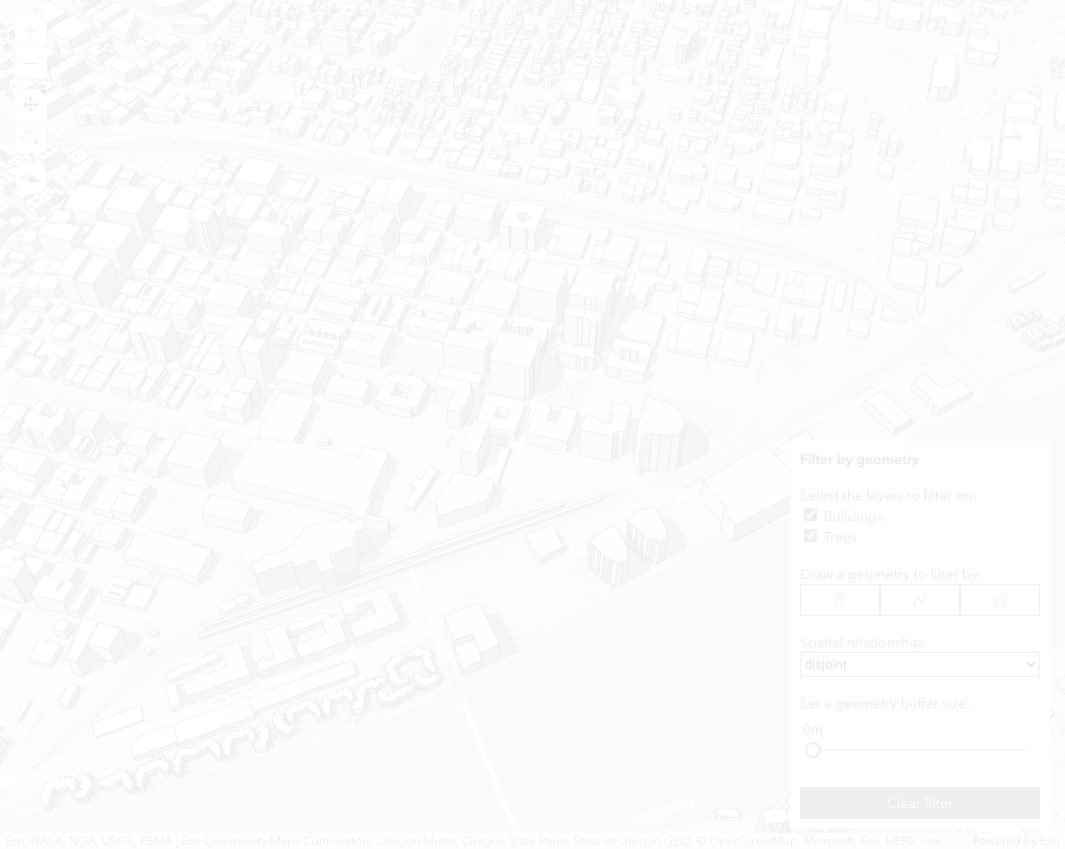 Filter by geometry
Select the layers to filter on:
Buildings
Trees
Draw a geometry to filter by:
Spatial relationship:
disjoint
Set a geometry buffer size:
0m
Clear filter
Esri, NASA, NGA, USGS, FEMA | Esri Community Maps Contributors, Oregon Metro, Oregon State Parks, State of Oregon GEO, © OpenStreetMap, Microsoft, Esri, HERE, Gar... Powered by Esri